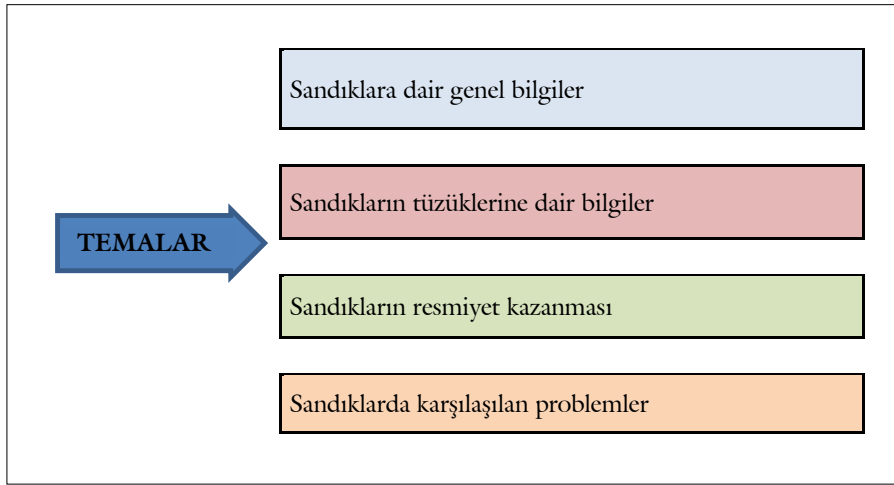 Sandıklara dair genel bilgiler
Sandıkların tüzüklerine dair bilgiler
TEMALAR
Sandıkların resmiyet kazanması
Sandıklarda karşılaşılan problemler